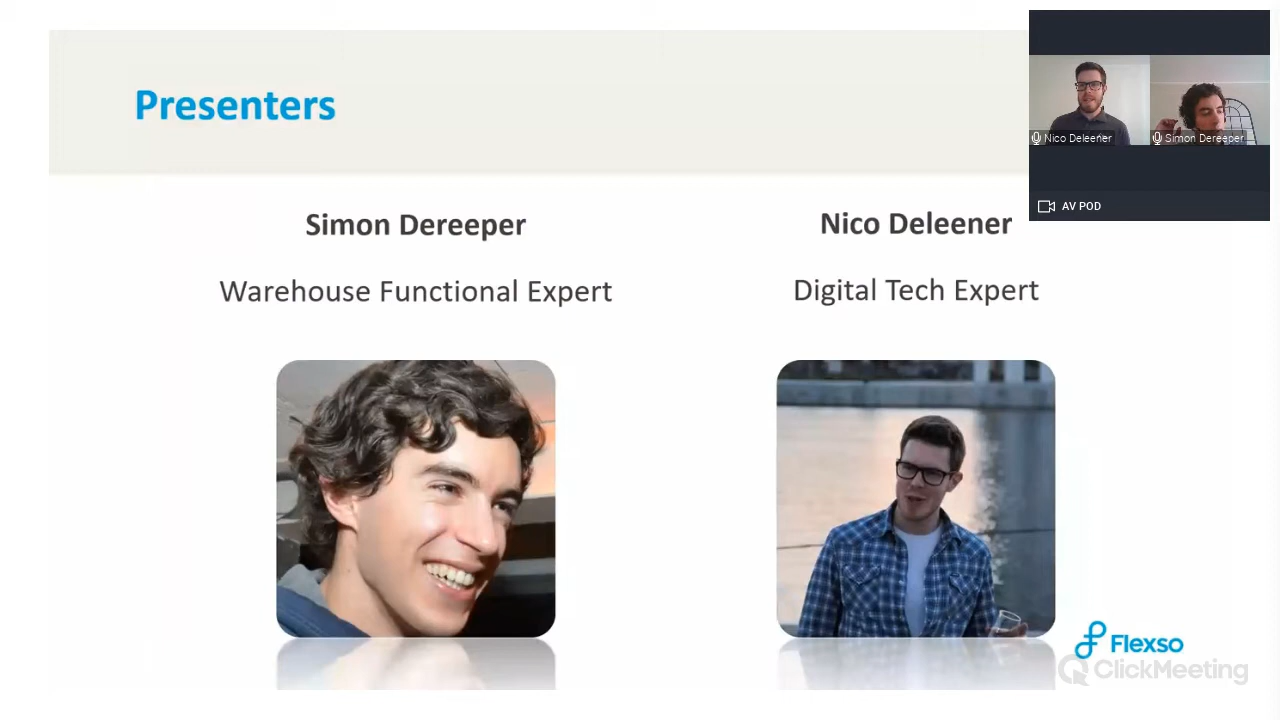 Presenters
Nico Deleener
Simon Dereeper
AV POD
Simon Dereeper
Nico Deleener
Warehouse Functional Expert
Digital Tech Expert
Flexso
ClickMeeting